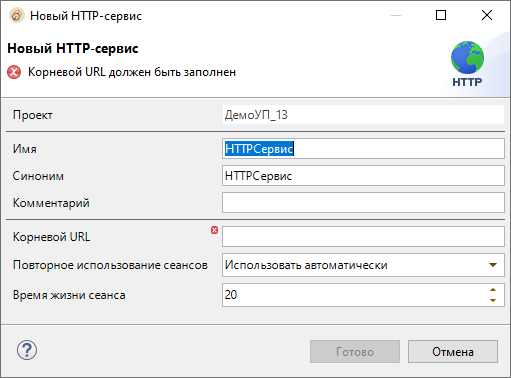 Новый HTTP-сервис
Новый HTTP-сервис
Корневой URL должен быть заполнен
HTTP
Проект ДемоУП_13
Имя HTTPСервис
Синоним HTTPСервис
Комментарий
Корневой URL
Повторное использование сеансов Использовать автоматически
Время жизни сеанса 20
? Готово Отмена